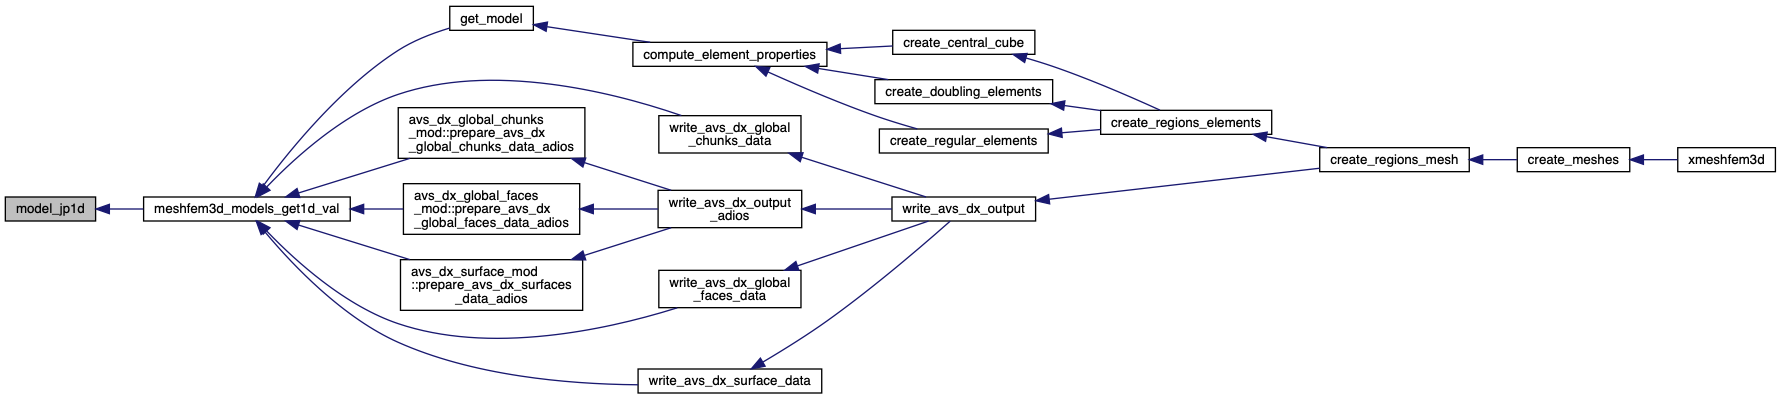 get_model
compute_element_properties
create_central_cube
create_doubling_elements
create_regular_elements
create_regions_elements
create_regions_mesh
create_meshes
xmeshfem3d
avs_dx_global_chunks
_mod::prepare_avs_dx
_global_chunks_data_adios
write_avs_dx_global
_chunks_data
model_jp1d
meshfem3d_models_get1d_val
avs_dx_global_faces
_mod::prepare_avs_dx
_global_faces_data_adios
write_avs_dx_output
_adios
write_avs_dx_output
avs_dx_surface_mod
::prepare_avs_dx_surfaces
_data_adios
write_avs_dx_global
_faces_data
write_avs_dx_surface_data